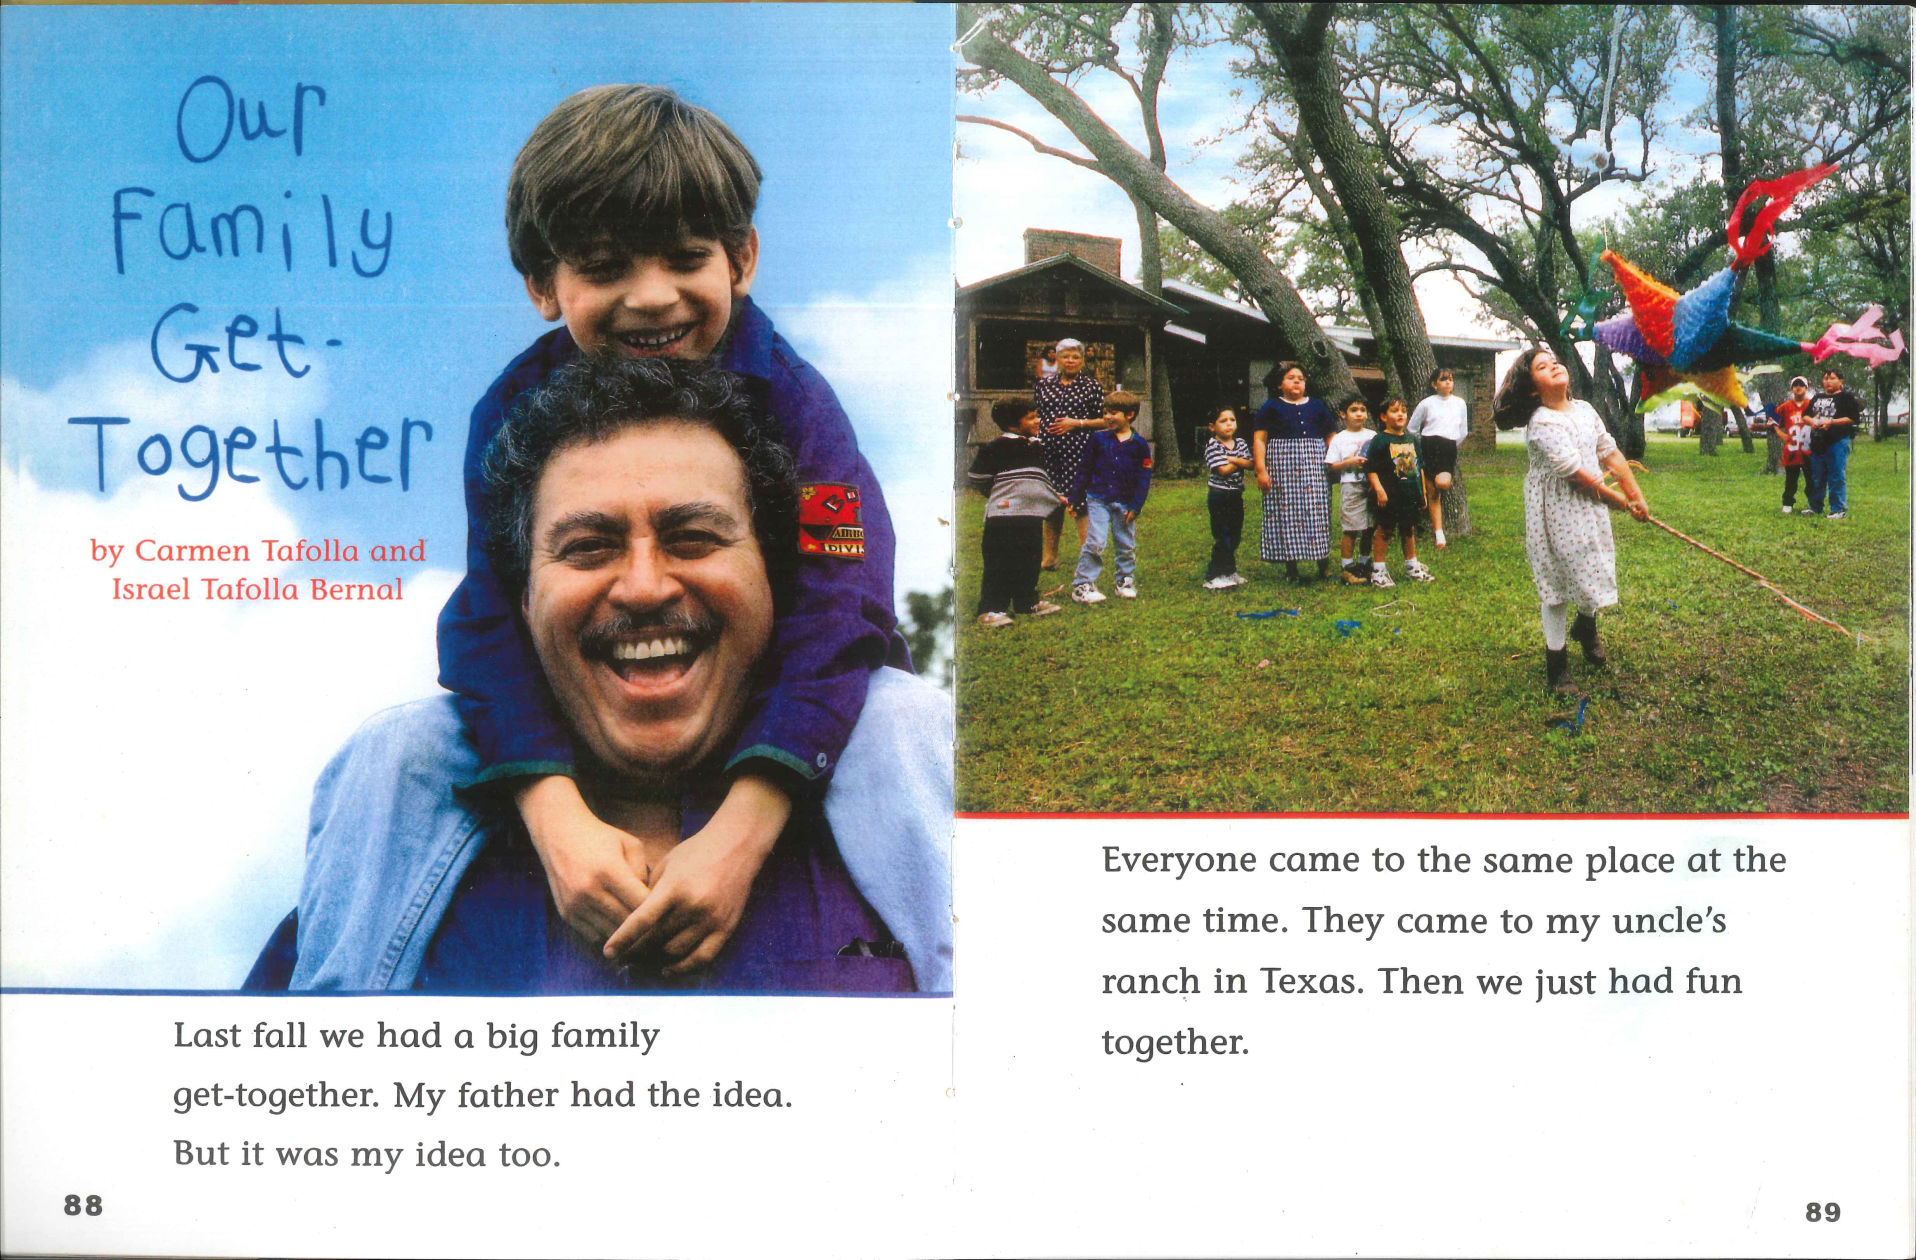 Our
Family
Get-
Together
by Carmen Tafolla and
Israel Tafolla Bernal
Last fall we had a big family
get-together. My father had the idea.
But it was my idea too.
88
Everyone came to the same place at the
same time. They came to my uncle's
ranch in Texas. Then we just had fun
together.
89